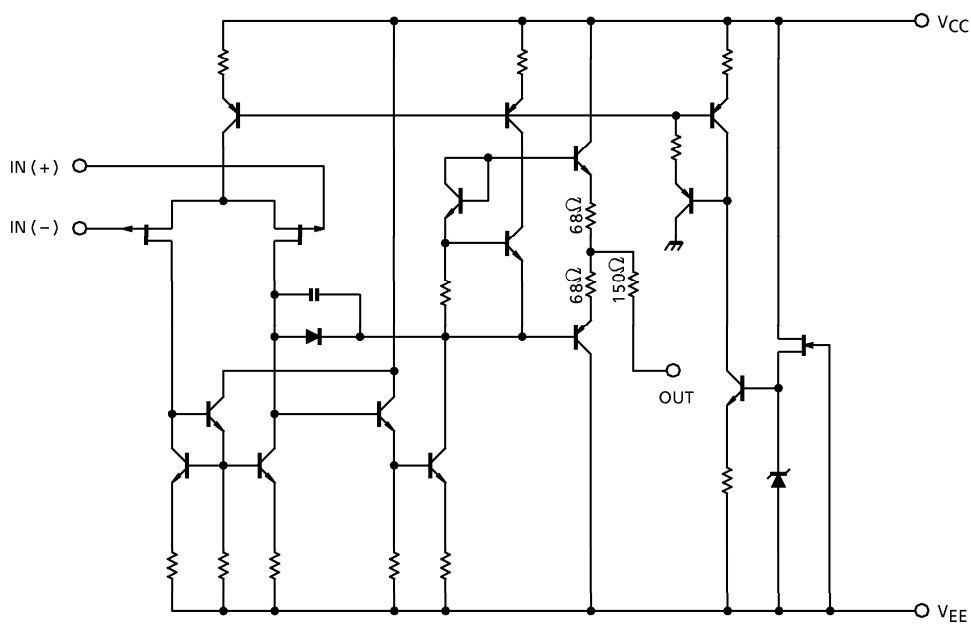 VCC
IN (+)
IN (−)
68Ω
68Ω
150Ω
OUT
VEE